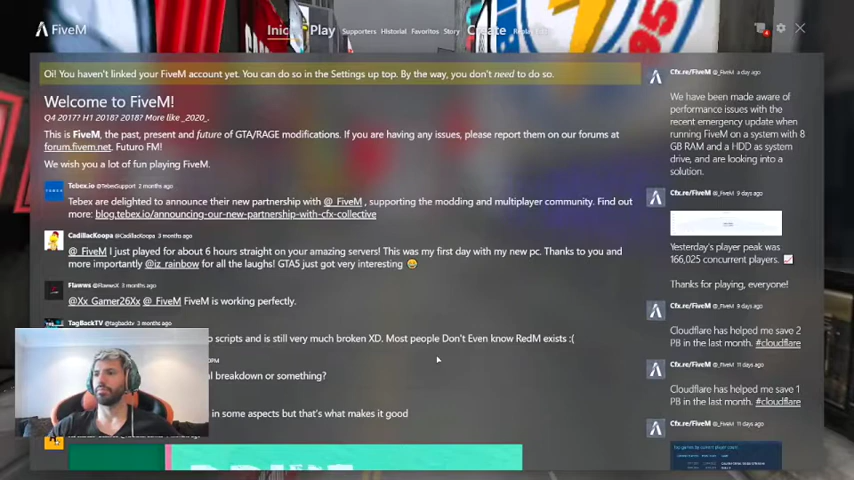 FiveM
Inic Play Supporters Historial Favoritos Story Create Replay
Oi! You haven't linked your FiveM account yet. You can do so in the Settings up top. By the way, you don't need to do so.
Welcome to FiveM!
Q4 2017? H1 2018? 2018? More like _2020_.
This is FiveM, the past, present and future of GTA/RAGE modifications. If you are having any issues, please report them on our forums at
forum.fivem.net. Futuro FM!
We wish you a lot of fun playing FiveM.
Tebex.io @TebexSupport 2 months ago
TEBEX
Tebex are delighted to announce their new partnership with @_FiveM , supporting the modding and multiplayer community. Find out
more: blog.tebex.io/announcing-our-new-partnership-with-cfx-collective
CadillacKoopa @CadillacKoopa 3 months ago
@_FiveM I just played for about 6 hours straight on your amazing servers! This was my first day with my new pc. Thanks to you and
more importantly @iz_rainbow for all the laughs! GTA5 just got very interesting 😄
Flawws @FlawwsX 3 months ago
@Xx_Gamer26Xx @_FiveM FiveM is working perfectly.
TagBackTV @tagbacktv 3 months ago
scripts and is still very much broken XD. Most people Don't Even know RedM exists :(
l breakdown or something?
in some aspects but that's what makes it good
Cfx.re/FiveM @_FiveM a day ago
We have been made aware of
performance issues with the
recent emergency update when
running FiveM on a system with 8
GB RAM and a HDD as system
drive, and are looking into a
solution.
Cfx.re/FiveM @_FiveM 9 days ago
Yesterday's player peak was
166,025 concurrent players. 📈
Thanks for playing, everyone!
Cfx.re/FiveM @_FiveM 9 days ago
Cloudflare has helped me save 2
PB in the last month. #cloudflare
Cfx.re/FiveM @_FiveM 11 days ago
Cloudflare has helped me save 1
PB in the last month. #cloudflare
Cfx.re/FiveM @_FiveM 11 days ago